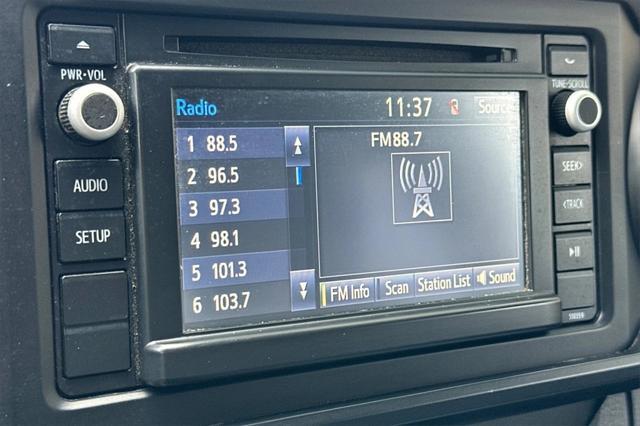 PWR•VOL
AUDIO
SETUP
Radio 11:37 Source
1 88.5
2 96.5
3 97.3
4 98.1
5 101.3
6 103.7
FM88.7
FM Info Scan Station List Sound
TUNE•SCROLL
SEEK>
<TRACK